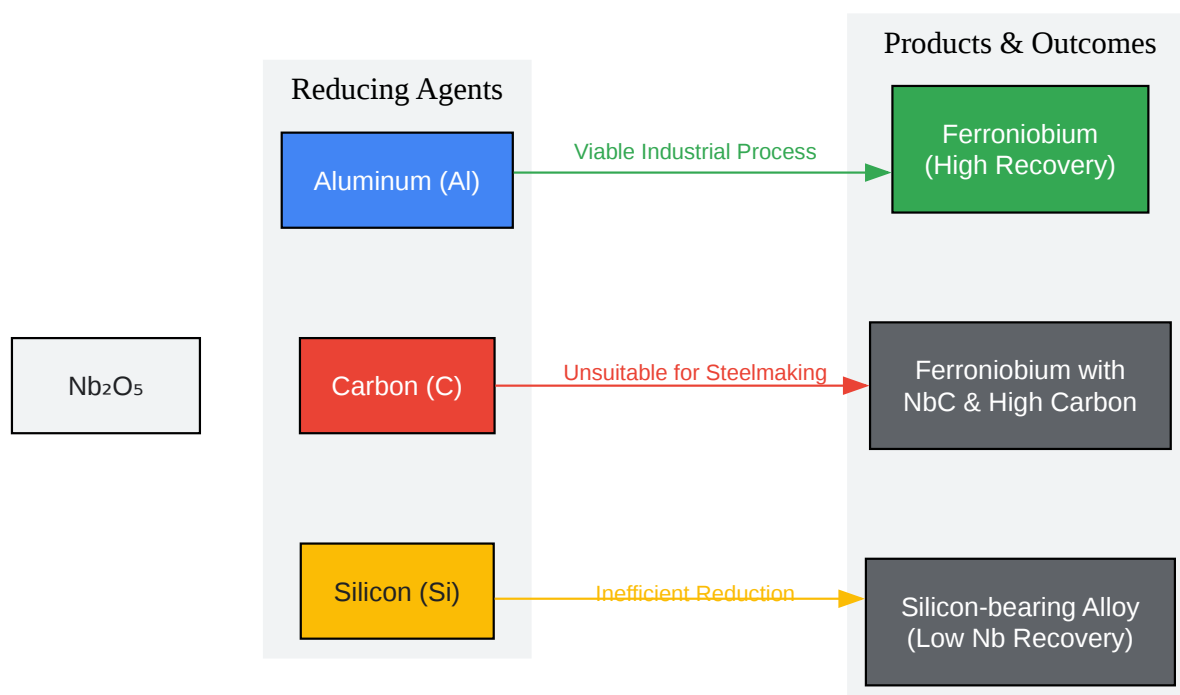 Products & Outcomes
Reducing Agents
Ferroniobium
(High Recovery)
Viable Industrial Process
Aluminum (Al)
Nb₂O₅
Carbon (C)
Unsuitable for Steelmaking
Ferroniobium with
NbC & High Carbon
Silicon (Si)
Inefficient Reduction
Silicon-bearing Alloy
(Low Nb Recovery)